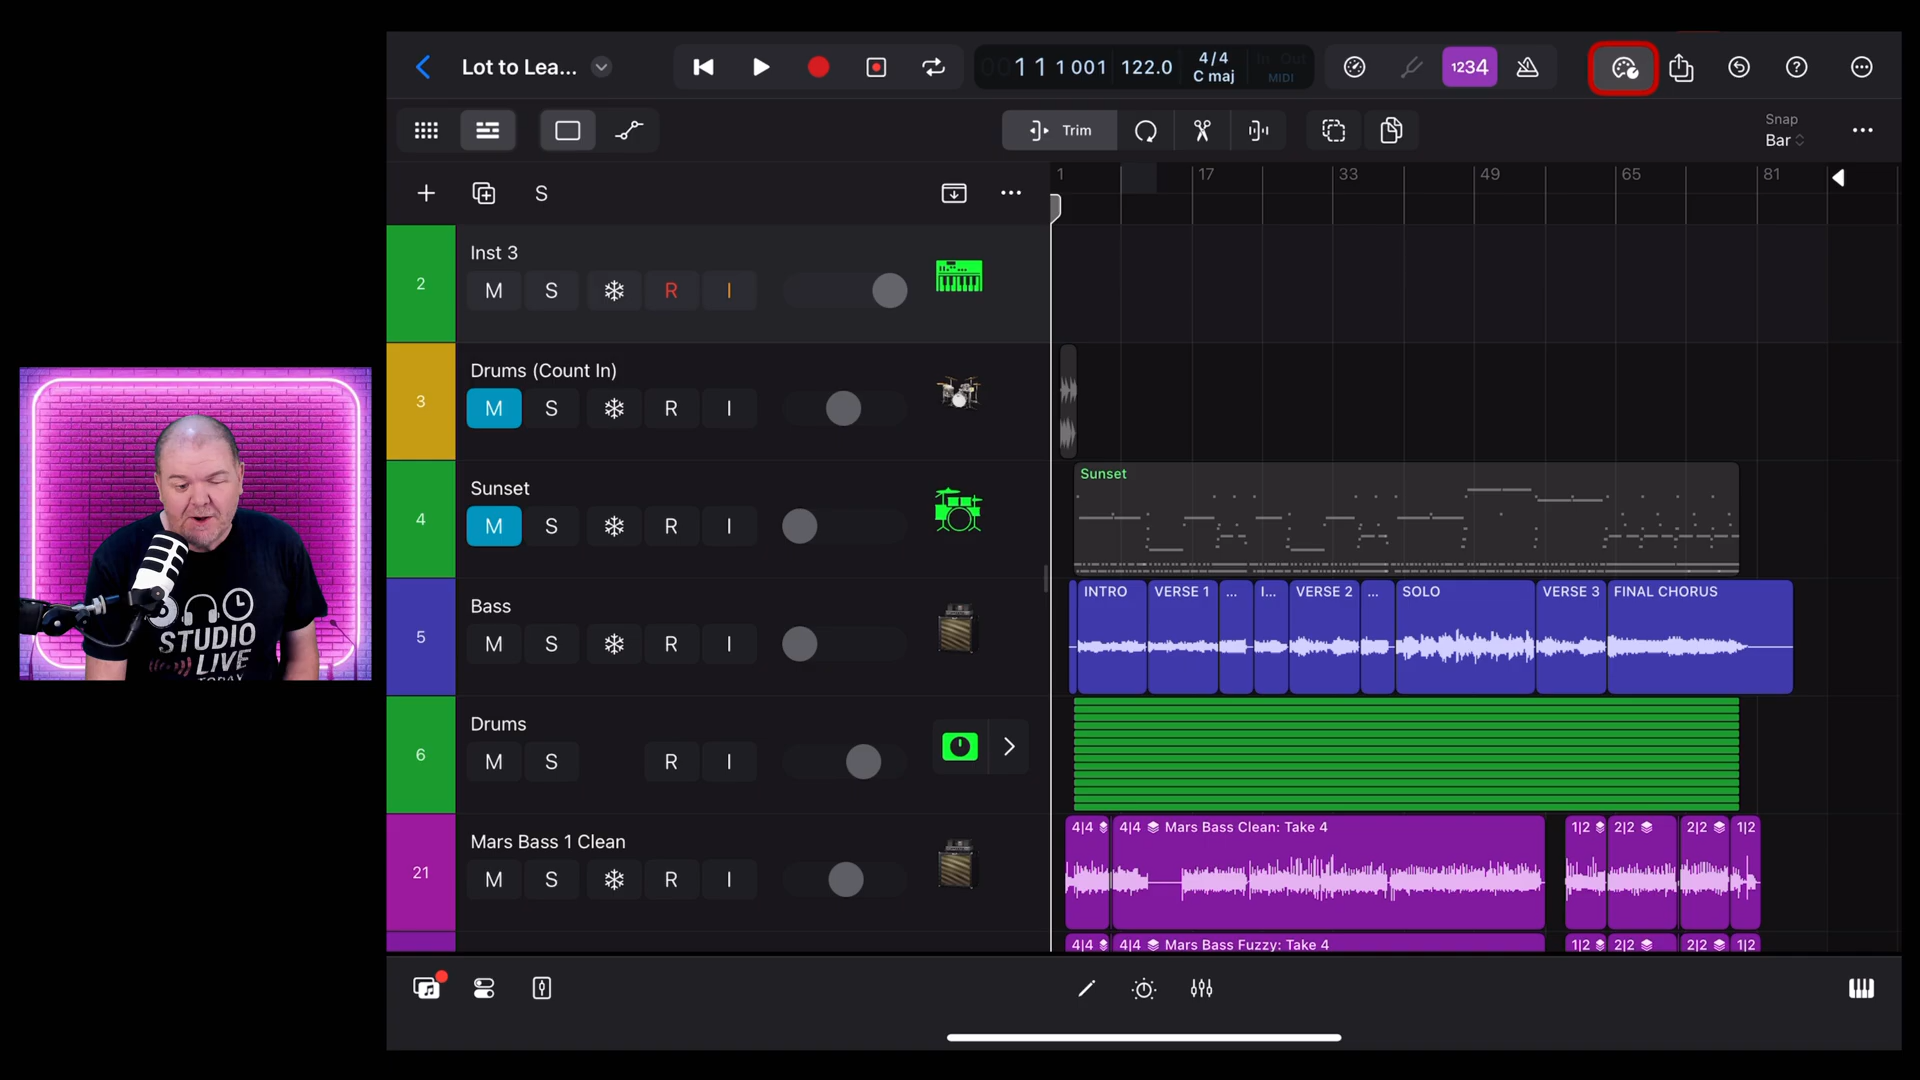 Lot to Lea...
00 1 1 1 001
122.0
4/4
C maj
In Out
MIDI
1234
Trim
Snap
Bar
S
1 17 33 49 65 81
2
Inst 3
M S R I
3
Drums (Count In)
M S R I
4
Sunset
M S R I
Sunset
5
Bass
M S R I
INTRO
VERSE 1
...
I...
VERSE 2
...
SOLO
VERSE 3
FINAL CHORUS
6
Drums
M S R I
21
Mars Bass 1 Clean
M S R I
4|4
4|4 Mars Bass Clean: Take 4
1|2
2|2
2|2
1|2
4|4
4|4 Mars Bass Fuzzy: Take 4
1|2
2|2
2|2
1|2
STUDIO
LIVE
TODAY